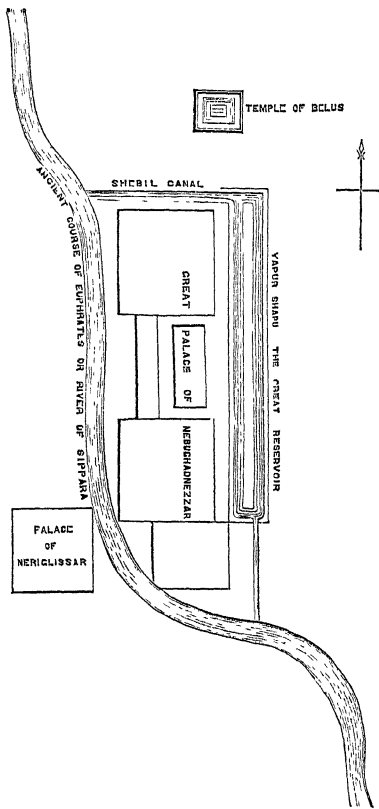 TEMPLE OF BELUS
SHEBIL CANAL
ANCIENT COURSE OF EUPHRATES OR RIVER OF SIPPARA
YAPUR SHAPU THE GREAT RESERVOIR
GREAT
PALACE OF
NEBUCHADNEZZAR
PALACE
OF
NERIGLISSAR